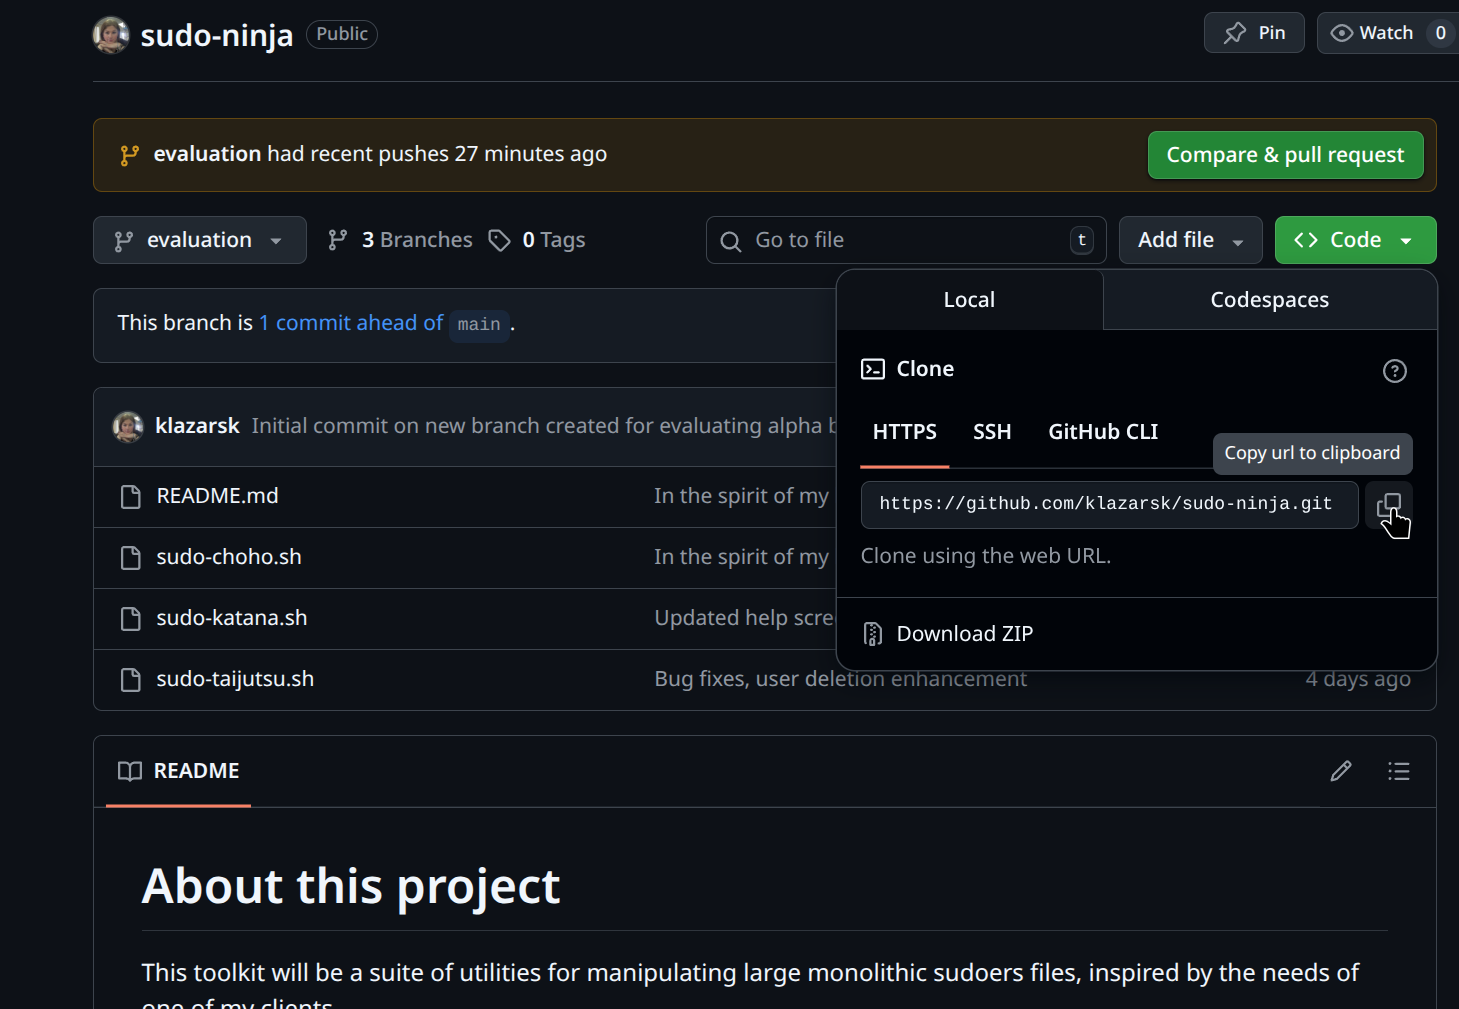 sudo-ninja Public Pin Watch 0
evaluation had recent pushes 27 minutes ago Compare & pull request
evaluation 3 Branches 0 Tags Go to file t Add file <> Code
This branch is 1 commit ahead of main .
Local Codespaces
Clone
klazarsk Initial commit on new branch created for evaluating alpha
HTTPS SSH GitHub CLI
Copy url to clipboard
README.md In the spirit of my
https://github.com/klazarsk/sudo-ninja.git
sudo-choho.sh In the spirit of my
Clone using the web URL.
sudo-katana.sh Updated help scre
Download ZIP
sudo-taijutsu.sh Bug fixes, user deletion enhancement 4 days ago
README
About this project
This toolkit will be a suite of utilities for manipulating large monolithic sudoers files, inspired by the needs of
one of my clients